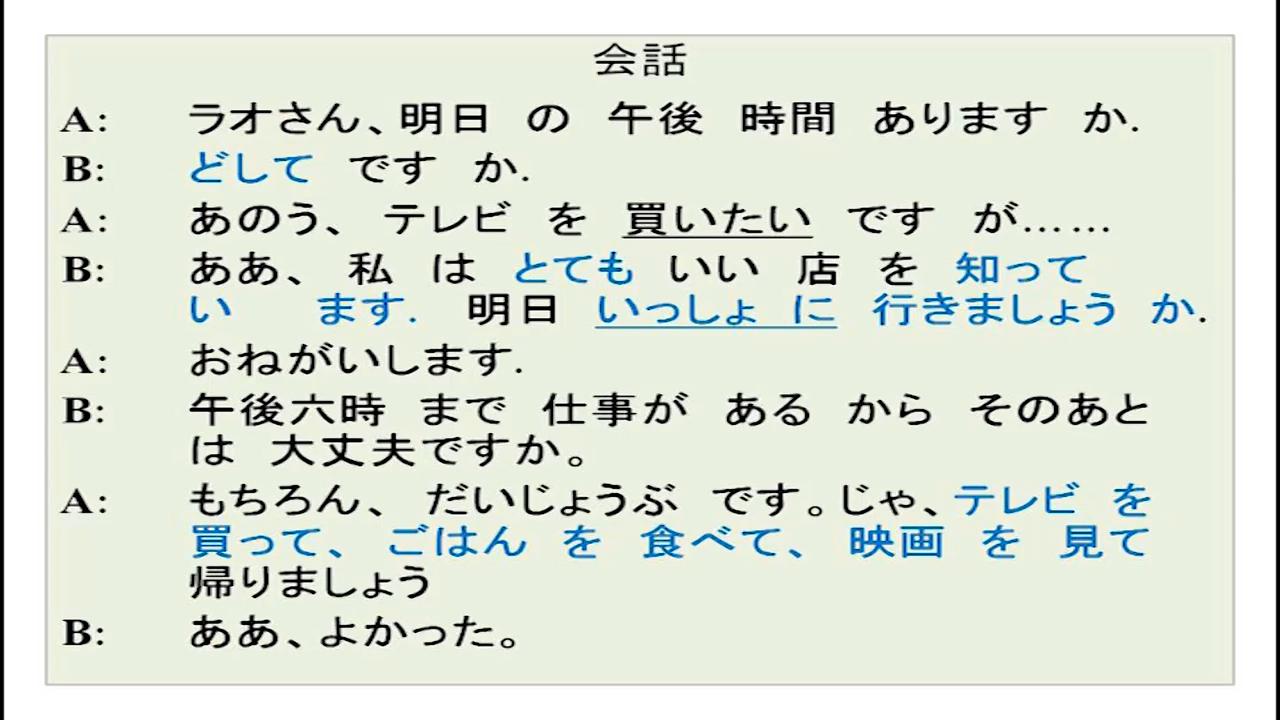 会話
A: ラオさん、明日 の 午後 時間 あります か.
B: どして です か.
A: あのう、 テレビ を 買いたい です が……
B: ああ、 私 は とても いい 店 を 知って
い ます. 明日 いっしょ に 行きましょう か.
A: おねがいします.
B: 午後六時 まで 仕事が ある から そのあと
は 大丈夫ですか。
A: もちろん、 だいじょうぶ です。じゃ、テレビ を
買って、 ごはん を 食べて、 映画 を 見て
帰りましょう
B: ああ、よかった。